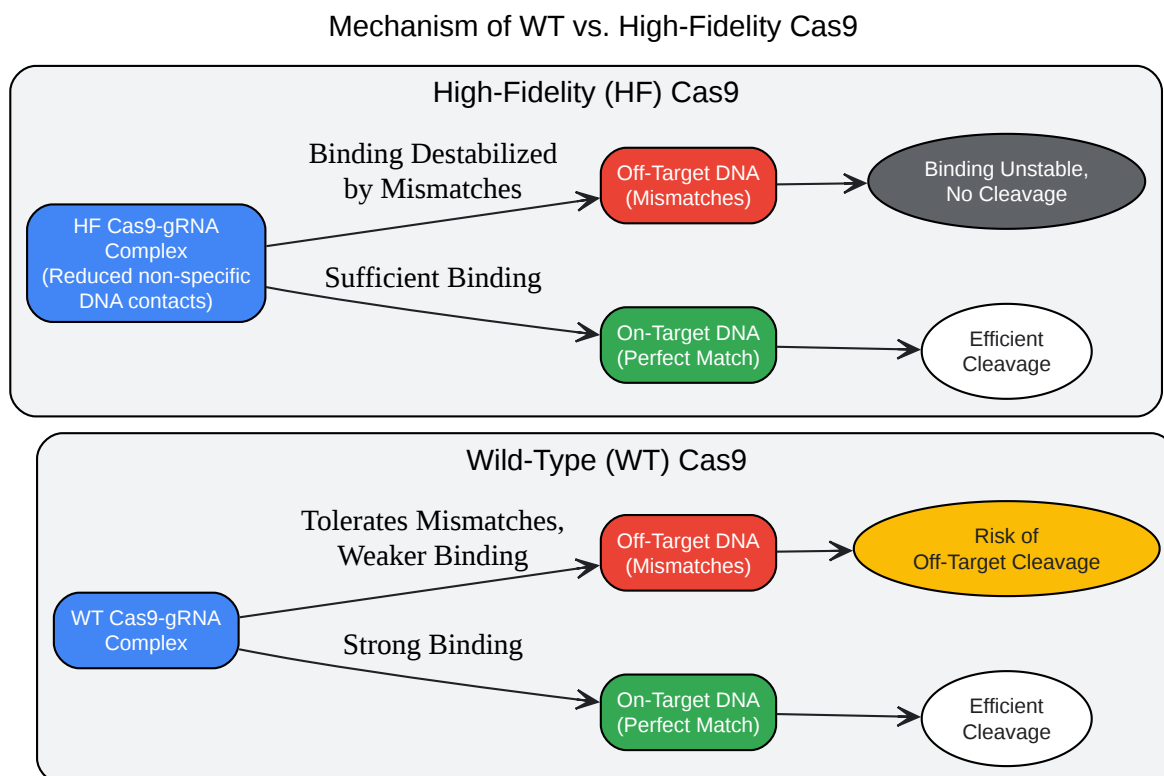 Mechanism of WT vs. High-Fidelity Cas9
High-Fidelity (HF) Cas9
Binding Destabilized
by Mismatches
Off-Target DNA
(Mismatches)
Binding Unstable,
No Cleavage
HF Cas9-gRNA
Complex
(Reduced non-specific
DNA contacts)
Sufficient Binding
On-Target DNA
(Perfect Match)
Efficient
Cleavage
Wild-Type (WT) Cas9
Tolerates Mismatches,
Weaker Binding
Off-Target DNA
(Mismatches)
Risk of
Off-Target Cleavage
WT Cas9-gRNA
Complex
Strong Binding
On-Target DNA
(Perfect Match)
Efficient
Cleavage